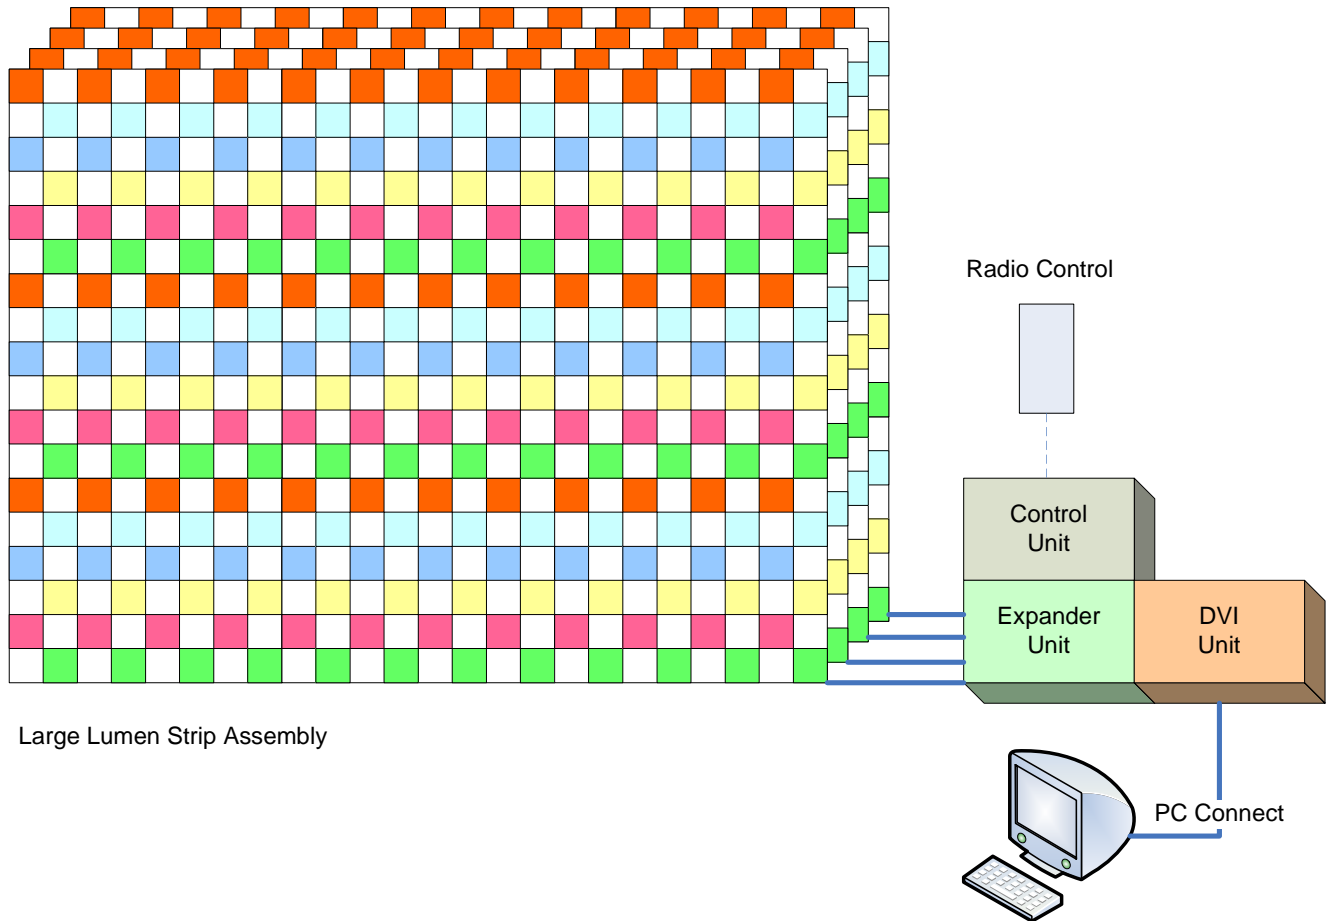 Radio Control
Control
Unit
Expander
Unit
DVI
Unit
Large Lumen Strip Assembly
PC Connect